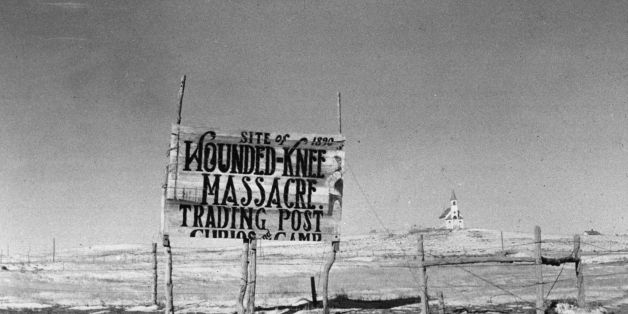 SITE of 1890
WOUNDED-KNEE
MASSACRE.
TRADING POST
CURIOS & CAMP